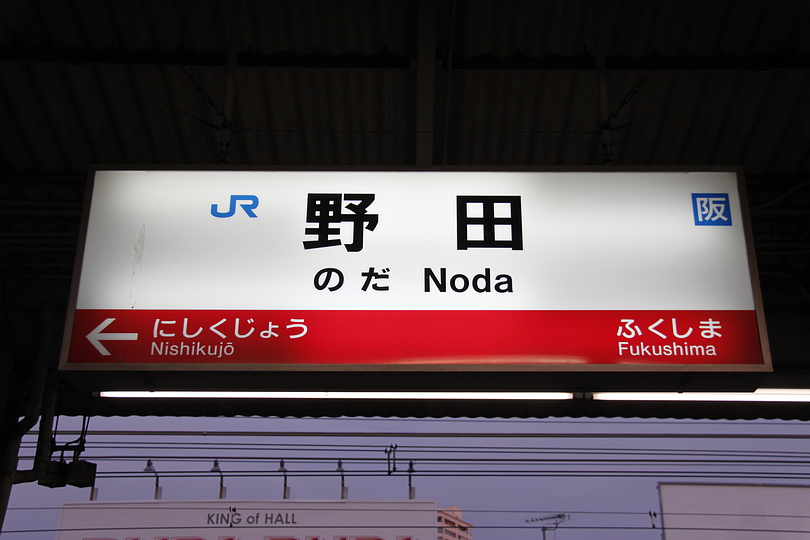 JR 野田 阪
のだ Noda
← にしくじょう ふくしま
Nishikujō Fukushima
KING of HALL